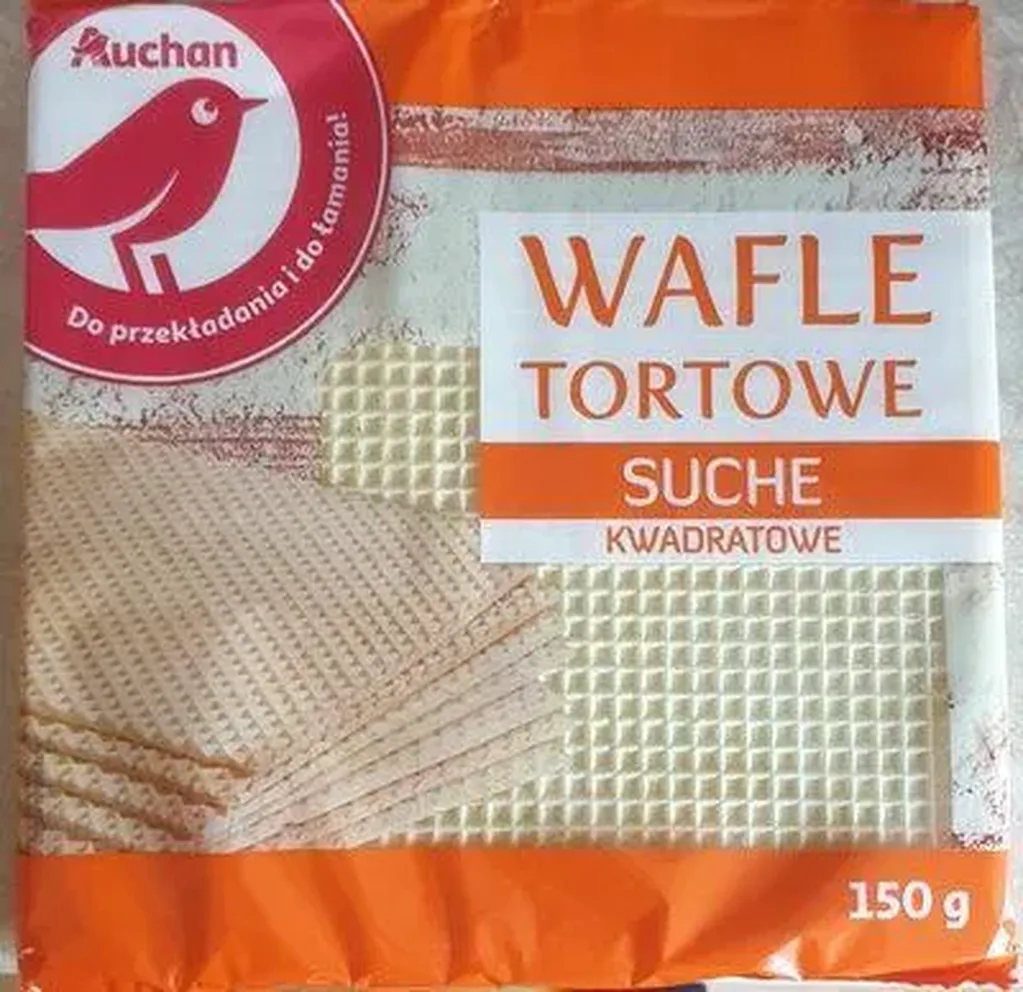 Auchan
Do przekładania i do łamania!
WAFLE
TORTOWE
SUCHE
KWADRATOWE
150 g